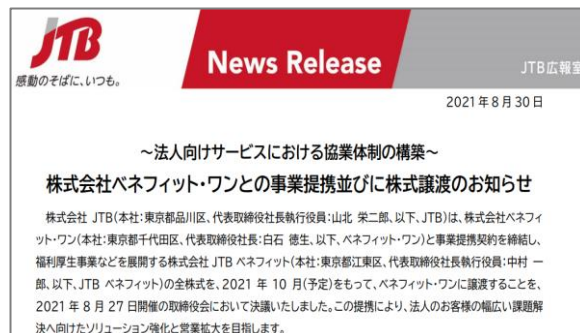 JTB
感動のそばに、いつも。
News Release
JTB広報室
2021年8月30日
～法人向けサービスにおける協業体制の構築～
株式会社ベネフィット・ワンとの事業提携並びに株式譲渡のお知らせ
株式会社 JTB(本社:東京都品川区、代表取締役社長執行役員:山北 栄二郎、以下、JTB)は、株式会社ベネフィ
ット・ワン(本社:東京都千代田区、代表取締役社長:白石 徳生、以下、ベネフィット・ワン)と事業提携契約を締結し、
福利厚生事業などを展開する株式会社 JTB ベネフィット(本社:東京都江東区、代表取締役社長執行役員:中村 一
郎、以下、JTB ベネフィット)の全株式を、2021 年 10 月(予定)をもって、ベネフィット・ワンに譲渡することを、
2021 年 8 月 27 日開催の取締役会において決議いたしました。この提携により、法人のお客様の幅広い課題解
決へ向けたソリューション強化と営業拡大を目指します。